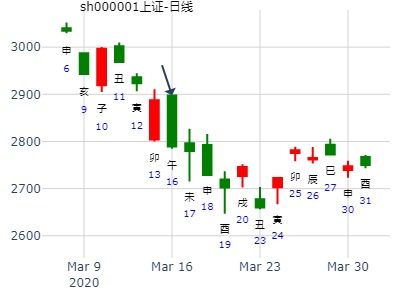 sh000001上证-日线
3000
2900
2800
2700
2600
申
6
亥
9
子
10
丑
11
寅
12
卯
13
午
16
未
17
申
18
酉
19
戌
20
丑
23
寅
24
卯
25
辰
26
巳
27
申
30
酉
31
Mar 9
2020
Mar 16
Mar 23
Mar 30